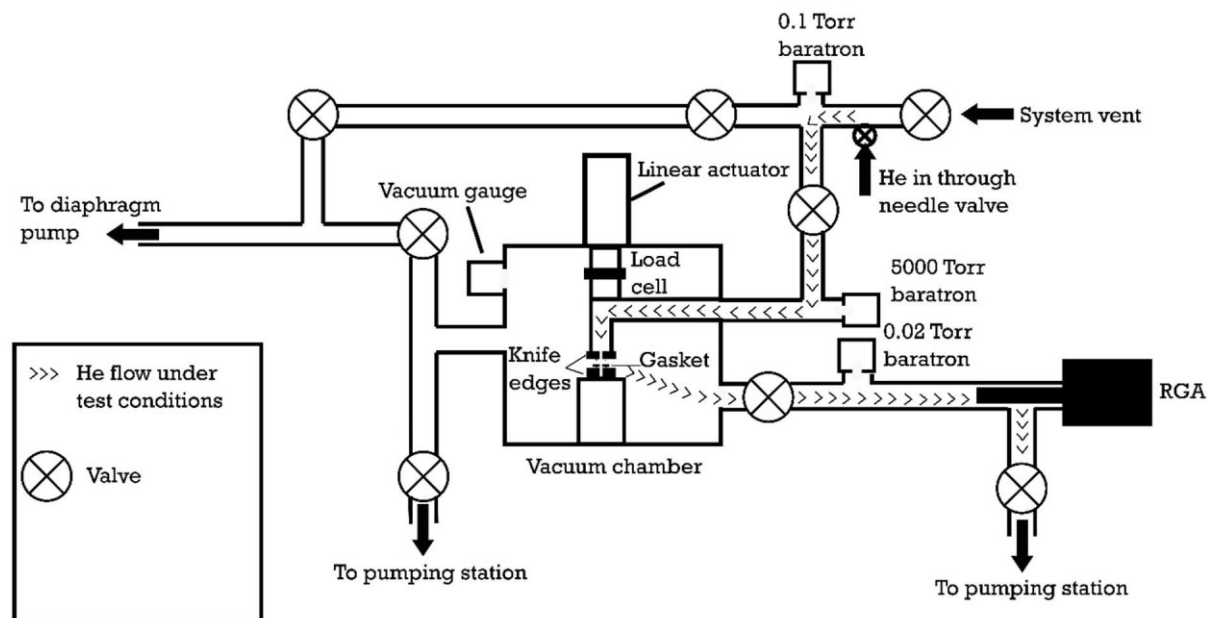 0.1 Torr
baratron
System vent
He in through
needle valve
Linear actuator
Vacuum gauge
To diaphragm
pump
Load
cell
5000 Torr
baratron
0.02 Torr
baratron
Knife
edges
Gasket
RGA
>>> He flow under
test conditions
Valve
Vacuum chamber
To pumping station
To pumping station